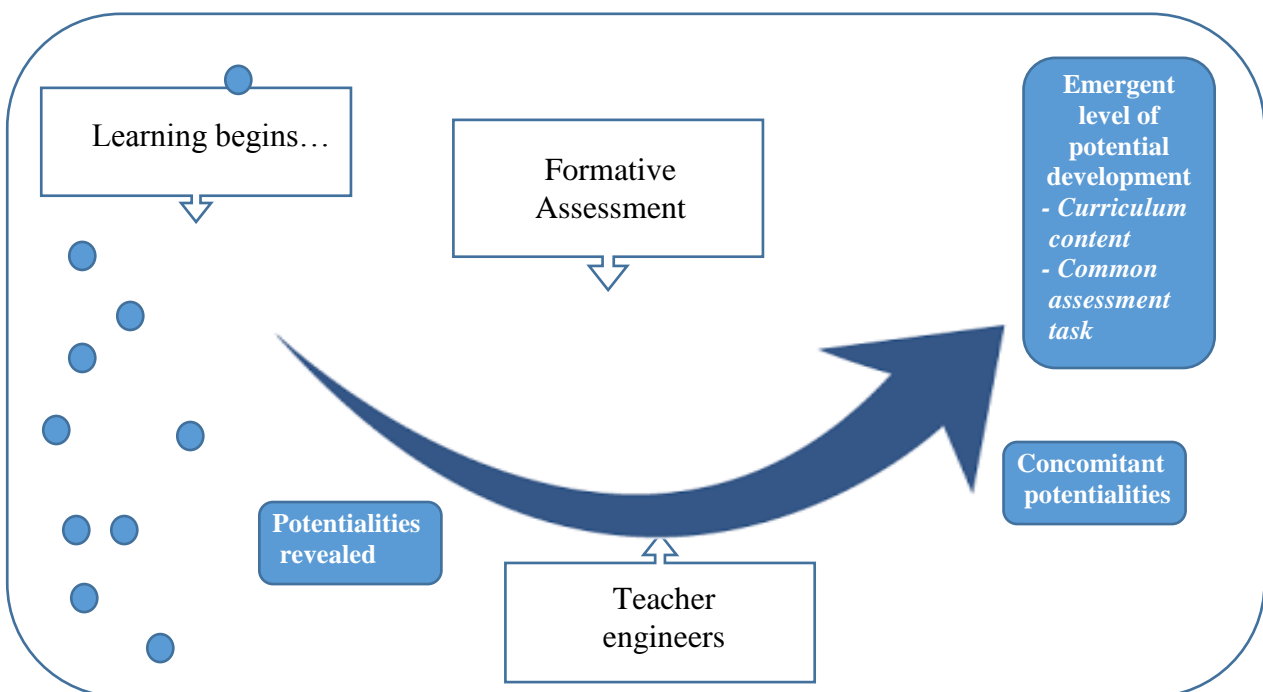 Learning begins…
Formative
Assessment
Emergent
level of
potential
development
- Curriculum
content
- Common
assessment
task
Potentialities
revealed
Teacher
engineers
Concomitant
potentialities